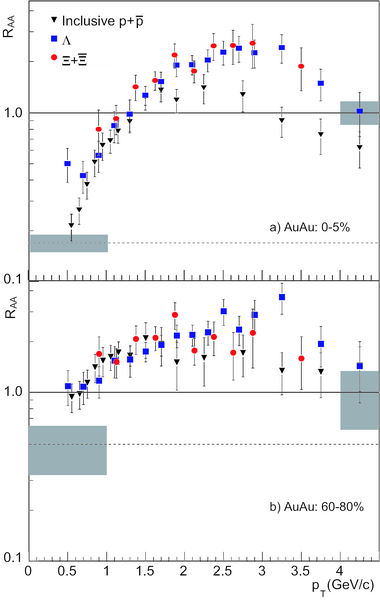 R_AA
Inclusive p+p̅
Λ
Ξ+Ξ̅
1.0
a) AuAu: 0-5%
0.1
R_AA
1.0
b) AuAu: 60-80%
0.1
0 0.5 1 1.5 2 2.5 3 3.5 4
p_T(GeV/c)